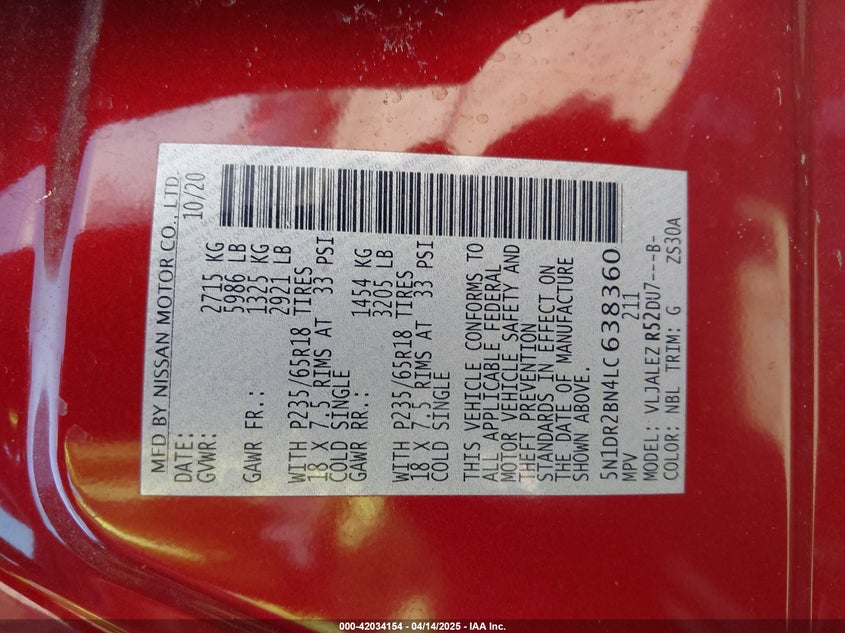 MFD BY NISSAN MOTOR CO., LTD.
DATE: 10/20
GVWR: 2715 KG
5986 LB
GAWR FR.: 1325 KG
2921 LB
WITH P235/65R18 TIRES
18 X 7.5 RIMS AT 33 PSI
COLD SINGLE
GAWR RR.: 1454 KG
3205 LB
WITH P235/65R18 TIRES
18 X 7.5 RIMS AT 33 PSI
COLD SINGLE
THIS VEHICLE CONFORMS TO
ALL APPLICABLE FEDERAL
MOTOR VEHICLE SAFETY AND
THEFT PREVENTION
STANDARDS IN EFFECT ON
THE DATE OF MANUFACTURE
SHOWN ABOVE.
5N1DR2BN4LC638360
MPV 211
MODEL: VLJALEZ R52DU7---B-
COLOR: NBL TRIM: G ZS30A
000-42034154 - 04/14/2025 - IAA Inc.